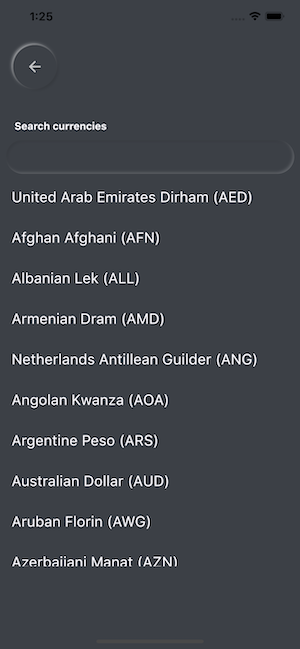 1:25
Search currencies
United Arab Emirates Dirham (AED)
Afghan Afghani (AFN)
Albanian Lek (ALL)
Armenian Dram (AMD)
Netherlands Antillean Guilder (ANG)
Angolan Kwanza (AOA)
Argentine Peso (ARS)
Australian Dollar (AUD)
Aruban Florin (AWG)
Azerbaijani Manat (AZN)